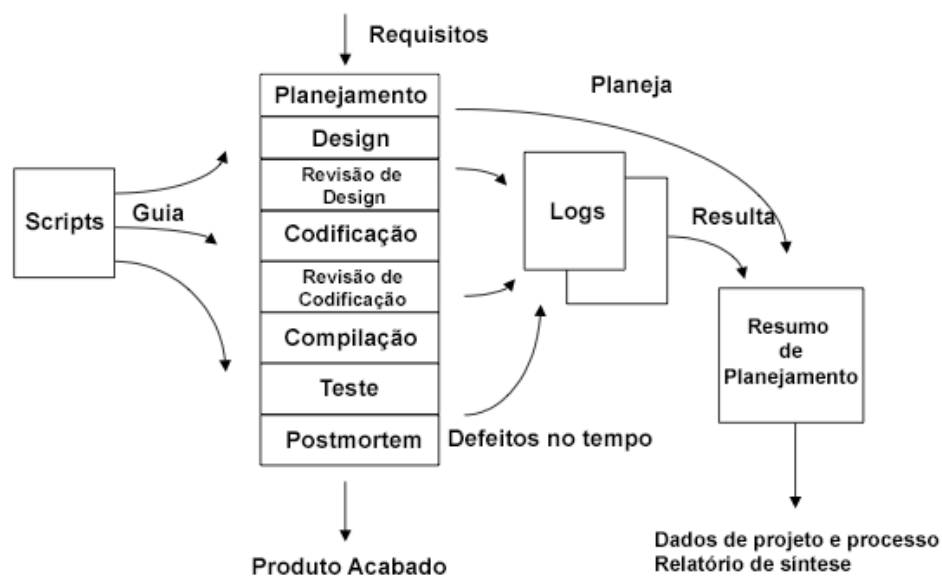 Requisitos
Planejamento
Design
Revisão de
Design
Codificação
Revisão de
Codificação
Compilação
Teste
Postmortem
Produto Acabado
Scripts
Guia
Planeja
Logs
Resulta
Defeitos no tempo
Resumo
de
Planejamento
Dados de projeto e processo
Relatório de síntese